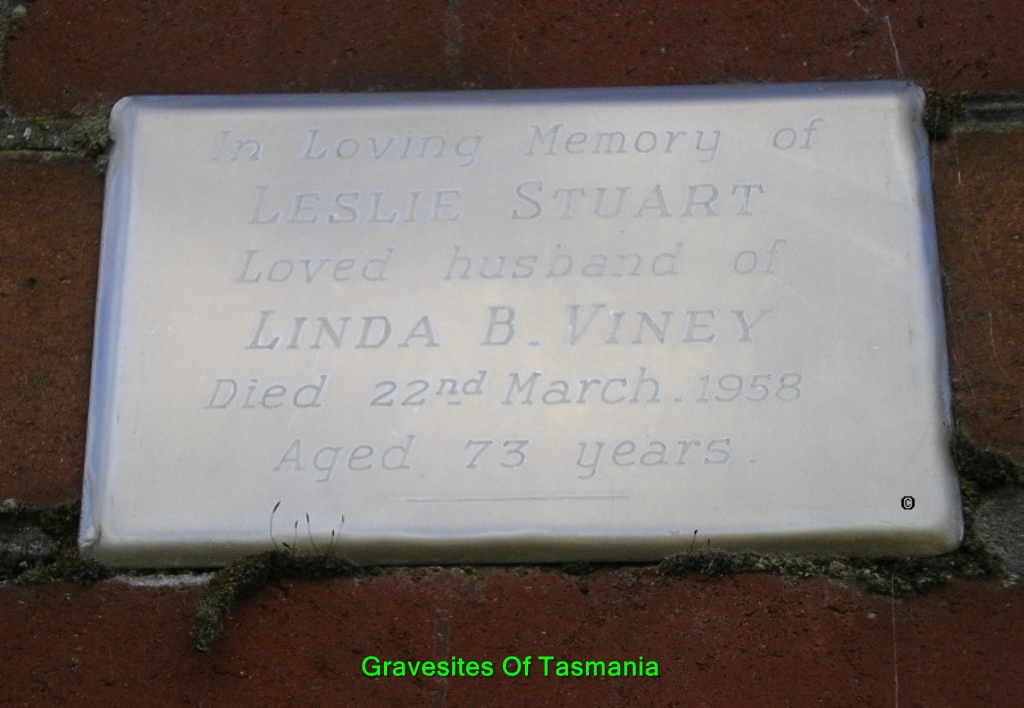 In Loving Memory of
LESLIE STUART
Loved husband of
LINDA B. VINEY
Died 22nd March. 1958
Aged 73 years.
©
Gravesites Of Tasmania